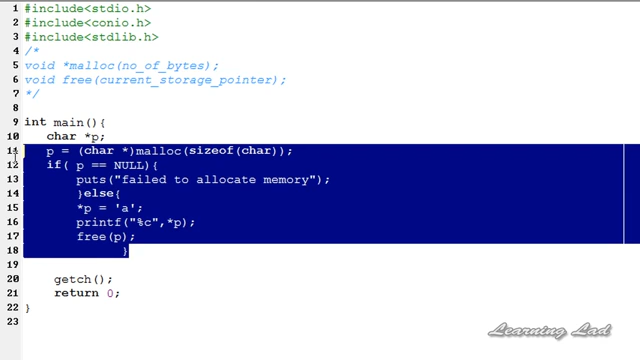 1 #include<stdio.h>
2 #include<conio.h>
3 #include<stdlib.h>
4 /*
5 void *malloc(no_of_bytes);
6 void free(current_storage_pointer);
7 */
8
9 int main(){
10 char *p;
11 p = (char *)malloc(sizeof(char));
12 if( p == NULL){
13 puts("failed to allocate memory");
14 }else{
15 *p = 'a';
16 printf("%c",*p);
17 free(p);
18 }
19
20 getch();
21 return 0;
22 }
23
Learning Lad